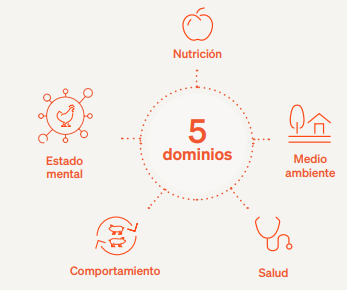 Nutrición
5
dominios
Estado
mental
Medio
ambiente
Comportamiento
Salud